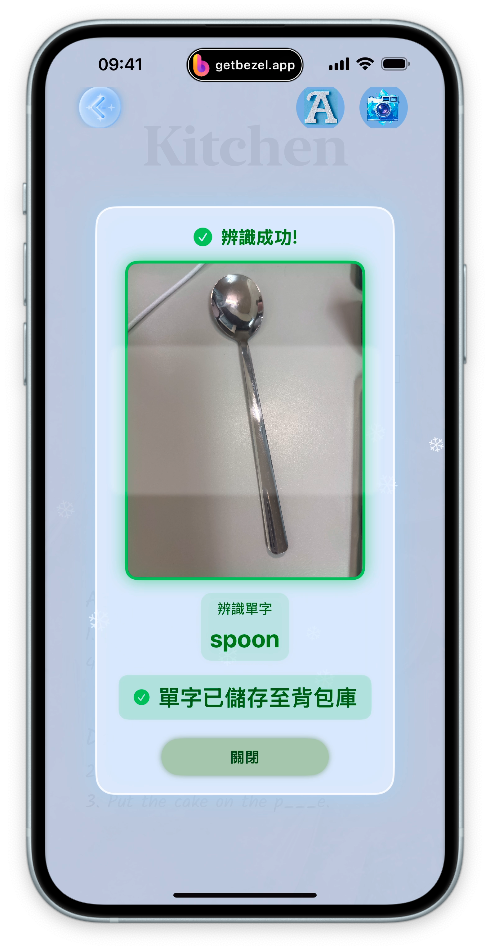 09:41
getbezel.app
A
Kitchen
辨識成功!
辨識單字
spoon
單字已儲存至背包庫
關閉
3. Put the cake on the p___e.